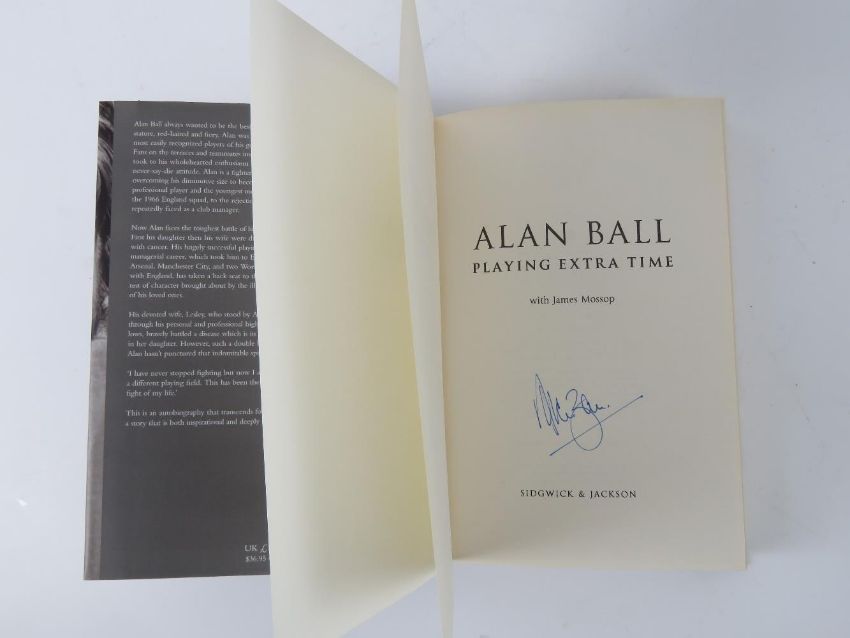 Alan Ball always wanted to be the best
stature, red-haired and fiery, Alan was
most easily recognized players of his
Fans on the terraces and teammates
took to his wholehearted enthusiasm
never-say-die attitude. Alan is a fighter
overcoming his diminutive size to
professional player and the youngest
the 1966 England squad, to the
repeatedly faced as a club manager.
Now Alan faces the toughest battle of
First his daughter then his wife were
with cancer. His hugely successful
managerial career, which took him to
Arsenal, Manchester City, and two
with England, has taken a back seat to
test of character brought about by the
of his loved ones.
His devoted wife, Lesley, who stood by
through his personal and professional
lows, bravely battled a disease which is
in her daughter. However, such a double
Alan hasn't punctured that indomitable
'I have never stopped fighting but now
a different playing field. This has been the
fight of my life.'
This is an autobiography that transcends
a story that is both inspirational and deeply
UK £
$36.95
ALAN BALL
PLAYING EXTRA TIME
with James Mossop
SIDGWICK & JACKSON